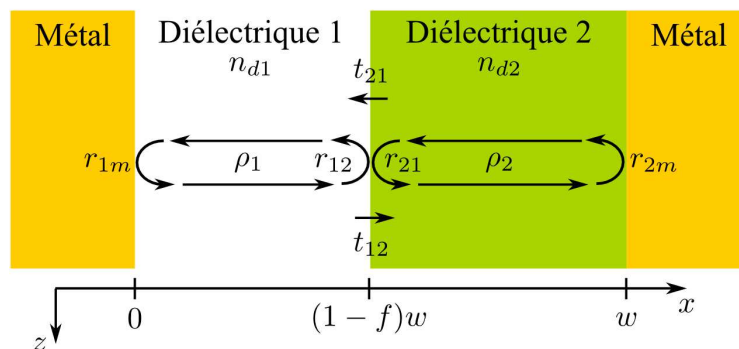 Métal Diélectrique 1 Diélectrique 2 Métal
n_{d1} n_{d2}
t_{21}
r_{1m} ρ_1 r_{12} r_{21} ρ_2 r_{2m}
t_{12}
x
z 0 (1 − f)w w